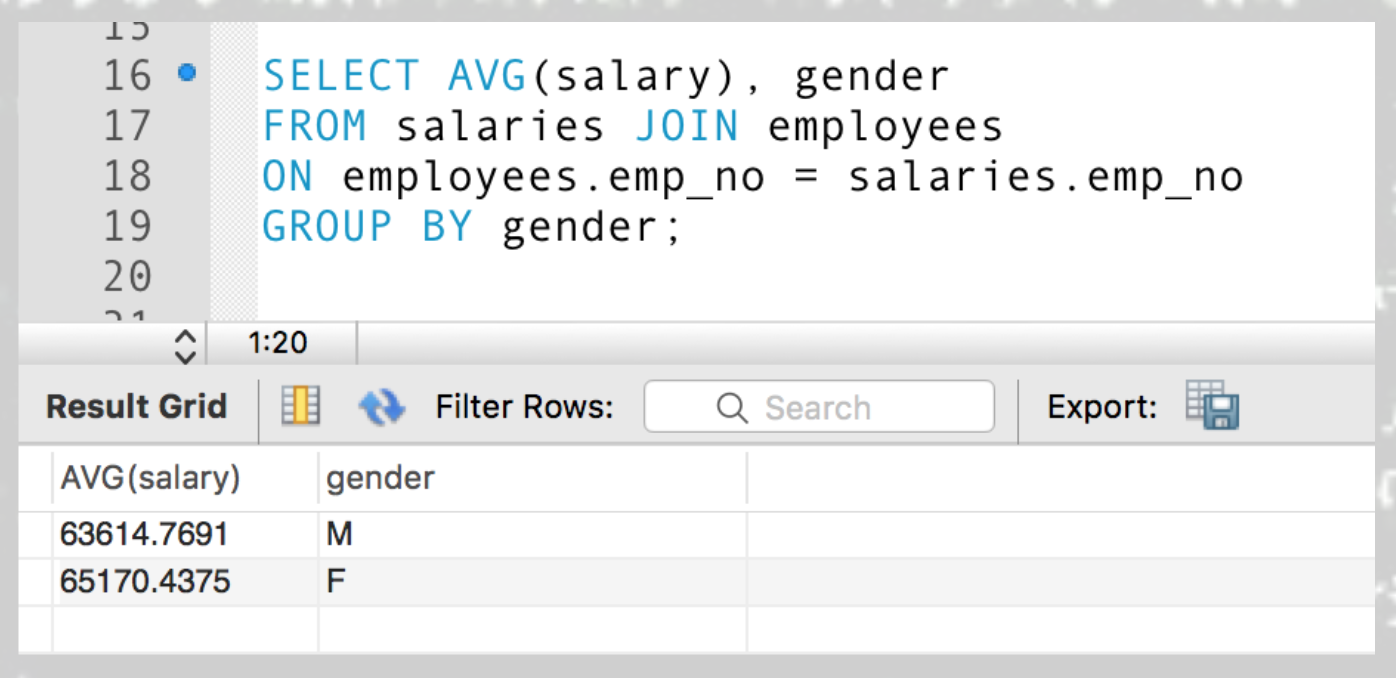 15
16 SELECT AVG(salary), gender
17 FROM salaries JOIN employees
18 ON employees.emp_no = salaries.emp_no
19 GROUP BY gender;
20
21
1:20
Result Grid Filter Rows: Search Export:
AVG(salary) gender
63614.7691 M
65170.4375 F